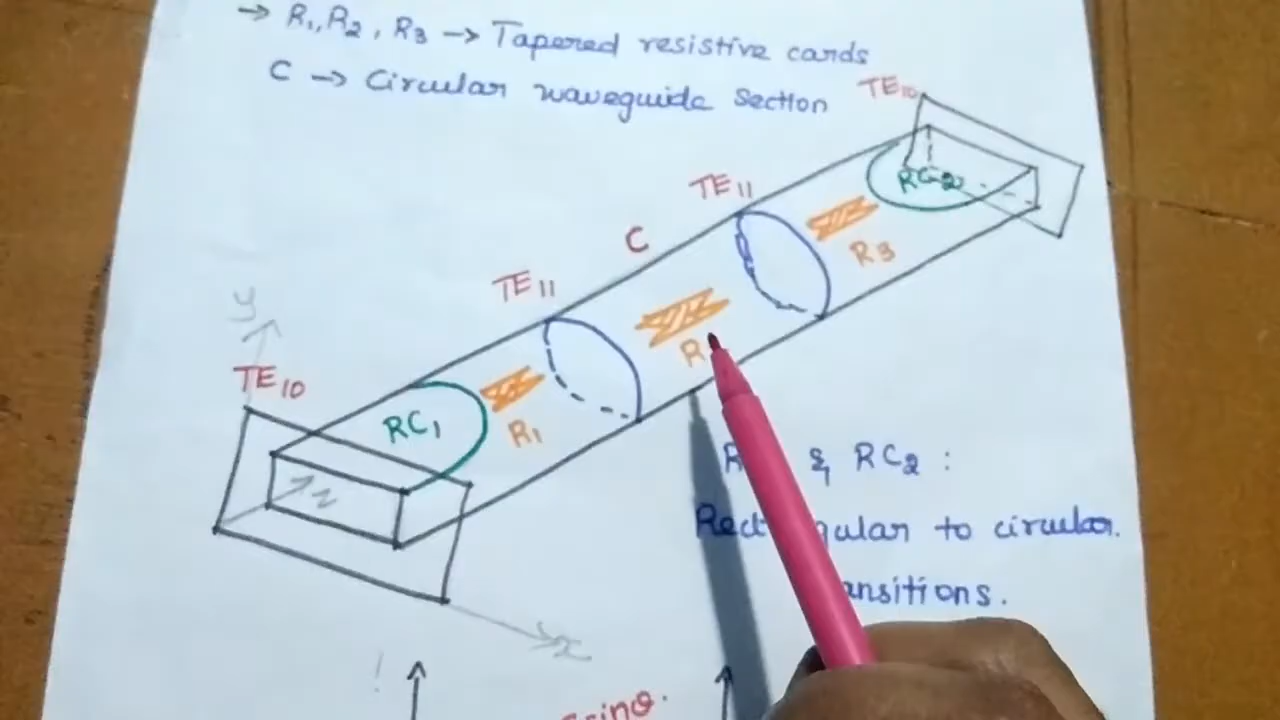 → R1, R2, R3 → Tapered resistive cards
C → Circular waveguide Section
TE10
RC2
TE11
C
R3
TE11
R
y
TE10
RC1
R1
z
R & RC2 :
Rect gular to circular.
ansitions.
x